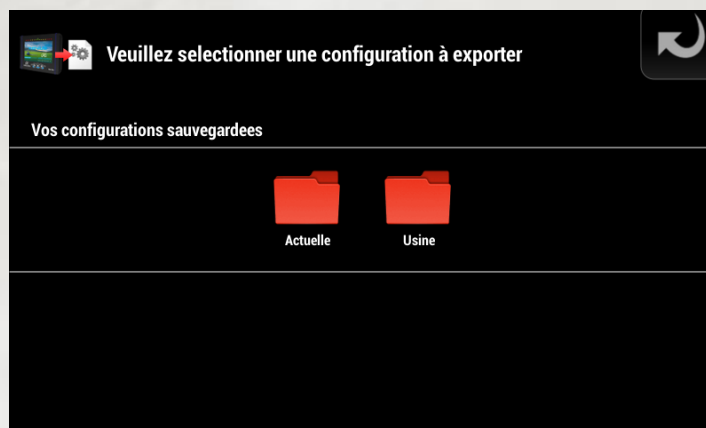 Veuillez selectionner une configuration à exporter
Vos configurations sauvegardees
Actuelle
Usine